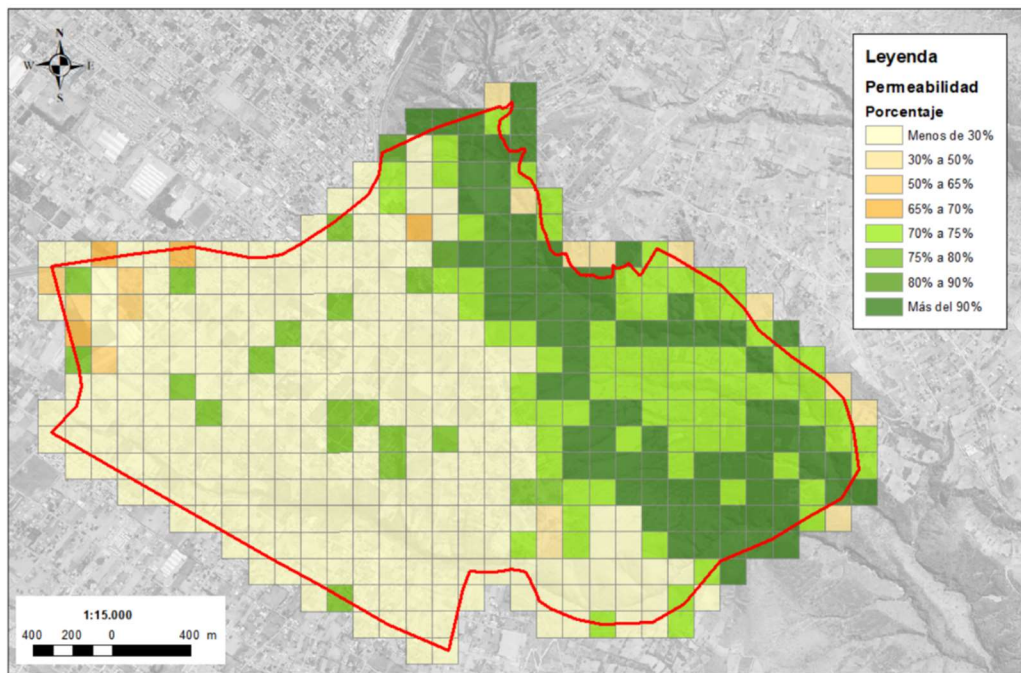 N
W E
S
Leyenda
Permeabilidad
Porcentaje
Menos de 30%
30% a 50%
50% a 65%
65% a 70%
70% a 75%
75% a 80%
80% a 90%
Más del 90%
1:15.000
400 200 0 400 m